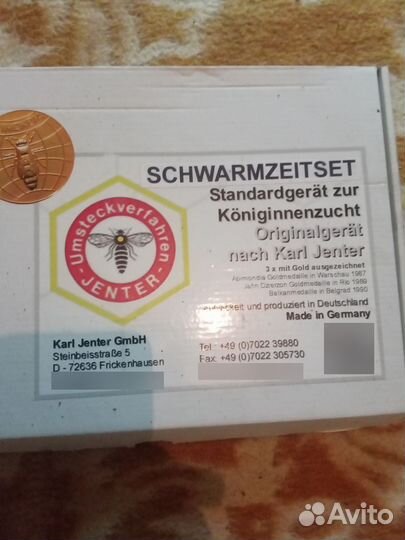 SCHWARMZEITSET
Standardgerät zur
Königinnenzucht
Originalgerät
nach Karl Jenter
3 x mit Gold ausgezeichnet
Apimondia Goldmedaille in Warschau 1987
Jahn Dzierzon Goldmedaille in Rio 1989
Balkanmedaille in Belgrad 1990
und produziert in Deutschland
Made in Germany
Umsteckverfahren
-JENTER-
Karl Jenter GmbH
Steinbeisstraße 5
D - 72636 Frickenhausen
Tel.: +49 (0)7022 39880
Fax: +49 (0)7022 305730
Avito